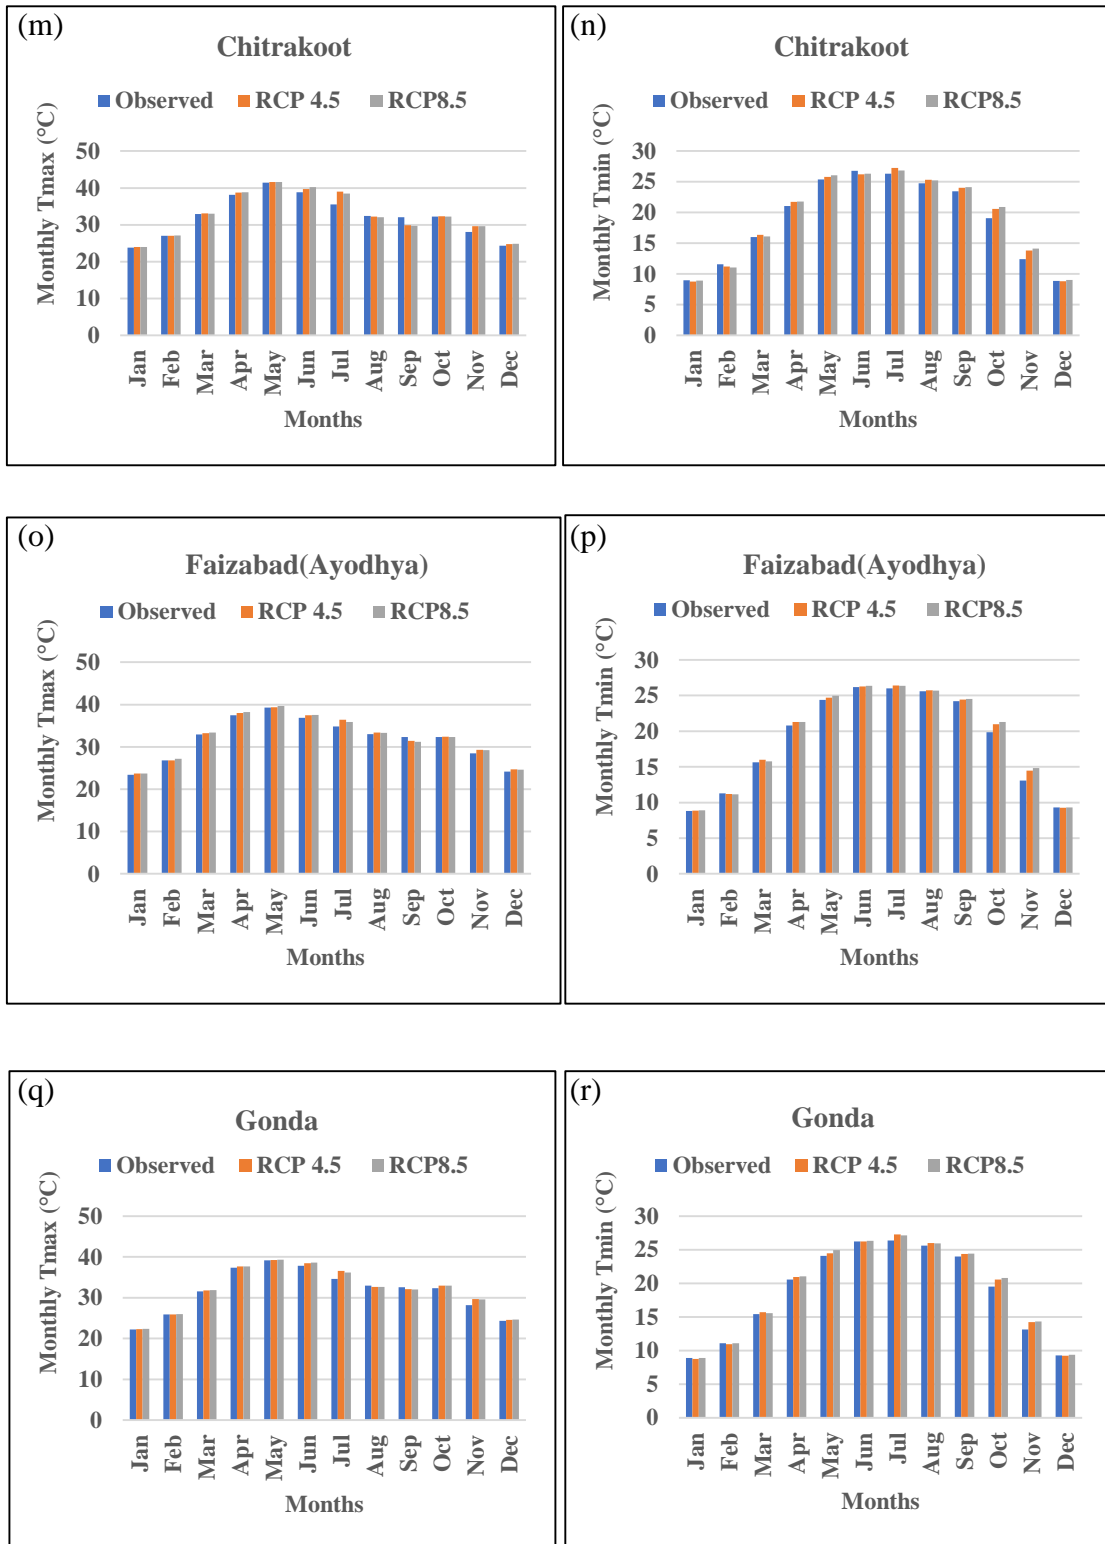 (m)
Chitrakoot
Observed RCP 4.5 RCP8.5
Monthly Tmax (°C)
50
40
30
20
10
0
Jan Feb Mar Apr May Jun Jul Aug Sep Oct Nov Dec
Months
(n)
Chitrakoot
Observed RCP 4.5 RCP8.5
Monthly Tmin (°C)
30
25
20
15
10
5
0
Jan Feb Mar Apr May Jun Jul Aug Sep Oct Nov Dec
Months
(o)
Faizabad(Ayodhya)
Observed RCP 4.5 RCP8.5
Monthly Tmax (°C)
50
40
30
20
10
0
Jan Feb Mar Apr May Jun Jul Aug Sep Oct Nov Dec
Months
(p)
Faizabad(Ayodhya)
Observed RCP 4.5 RCP8.5
Monthly Tmin (°C)
30
25
20
15
10
5
0
Jan Feb Mar Apr May Jun Jul Aug Sep Oct Nov Dec
Months
(q)
Gonda
Observed RCP 4.5 RCP8.5
Monthly Tmax (°C)
50
40
30
20
10
0
Jan Feb Mar Apr May Jun Jul Aug Sep Oct Nov Dec
Months
(r)
Gonda
Observed RCP 4.5 RCP8.5
Monthly Tmin (°C)
30
25
20
15
10
5
0
Jan Feb Mar Apr May Jun Jul Aug Sep Oct Nov Dec
Months